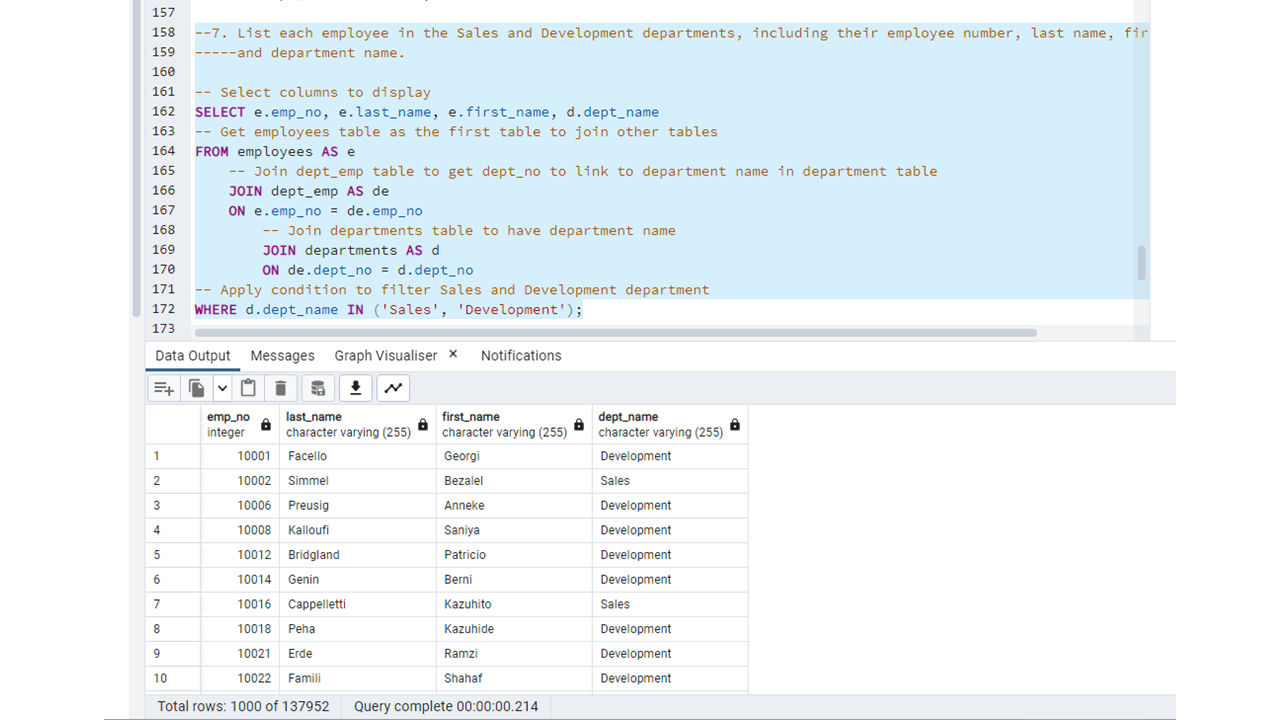 157
158 --7. List each employee in the Sales and Development departments, including their employee number, last name, fir
159 -----and department name.
160
161 -- Select columns to display
162 SELECT e.emp_no, e.last_name, e.first_name, d.dept_name
163 -- Get employees table as the first table to join other tables
164 FROM employees AS e
165 -- Join dept_emp table to get dept_no to link to department name in department table
166 JOIN dept_emp AS de
167 ON e.emp_no = de.emp_no
168 -- Join departments table to have department name
169 JOIN departments AS d
170 ON de.dept_no = d.dept_no
171 -- Apply condition to filter Sales and Development department
172 WHERE d.dept_name IN ('Sales', 'Development');
173
Data Output Messages Graph Visualiser × Notifications
emp_no last_name first_name dept_name
integer character varying (255) character varying (255) character varying (255)
1 10001 Facello Georgi Development
2 10002 Simmel Bezalel Sales
3 10006 Preusig Anneke Development
4 10008 Kalloufi Saniya Development
5 10012 Bridgland Patricio Development
6 10014 Genin Berni Development
7 10016 Cappelletti Kazuhito Sales
8 10018 Peha Kazuhide Development
9 10021 Erde Ramzi Development
10 10022 Famili Shahaf Development
Total rows: 1000 of 137952 Query complete 00:00:00.214